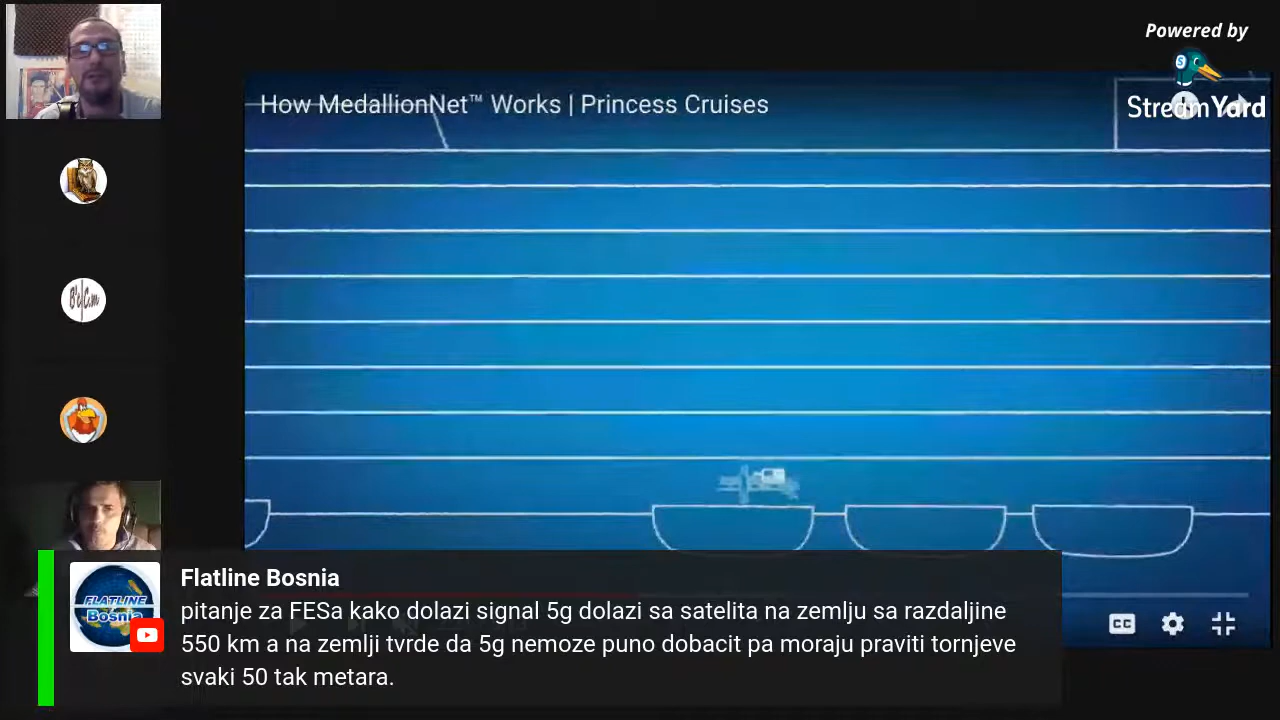 Powered by
StreamYard
How MedallionNet™ Works | Princess Cruises
CC
Flatline Bosnia
FLATLINE
Bosnia
pitanje za FESa kako dolazi signal 5g dolazi sa satelita na zemlju sa razdaljine
550 km a na zemlji tvrde da 5g nemoze puno dobacit pa moraju praviti tornjeve
svaki 50 tak metara.